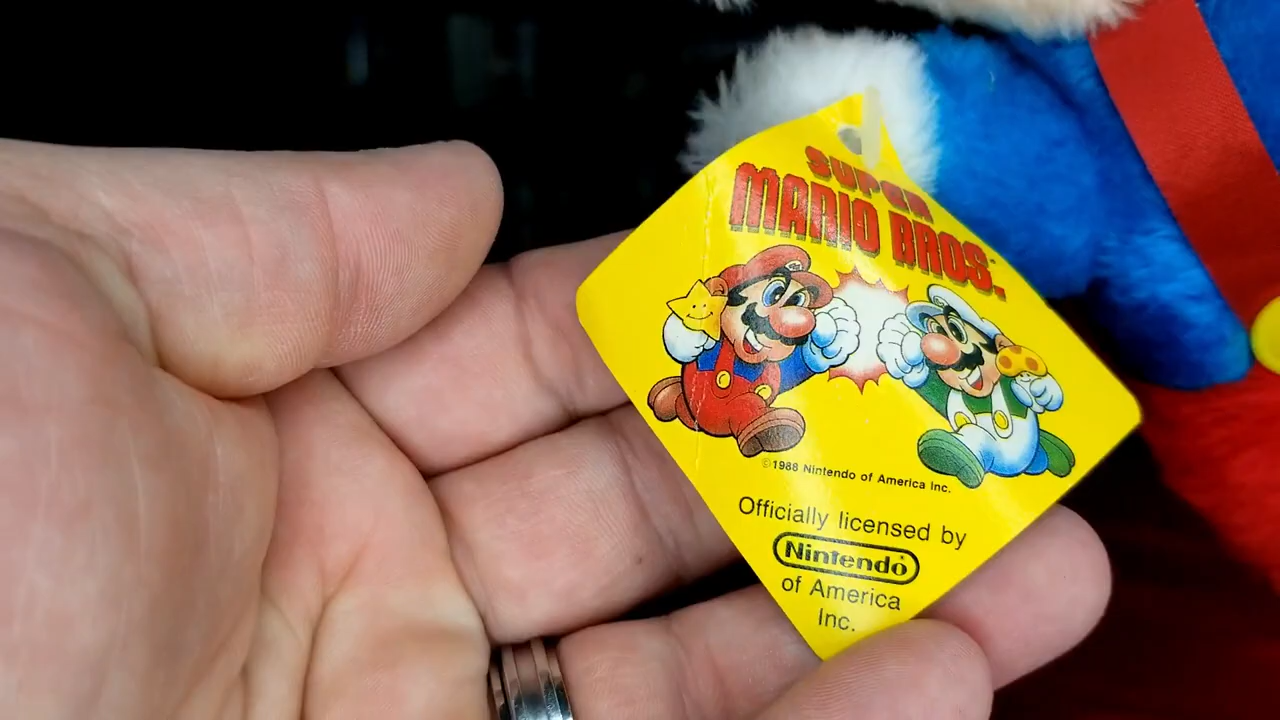 SUPER
MARIO BROS.
©1988 Nintendo of America Inc.
Officially licensed by
Nintendo
of America
Inc.